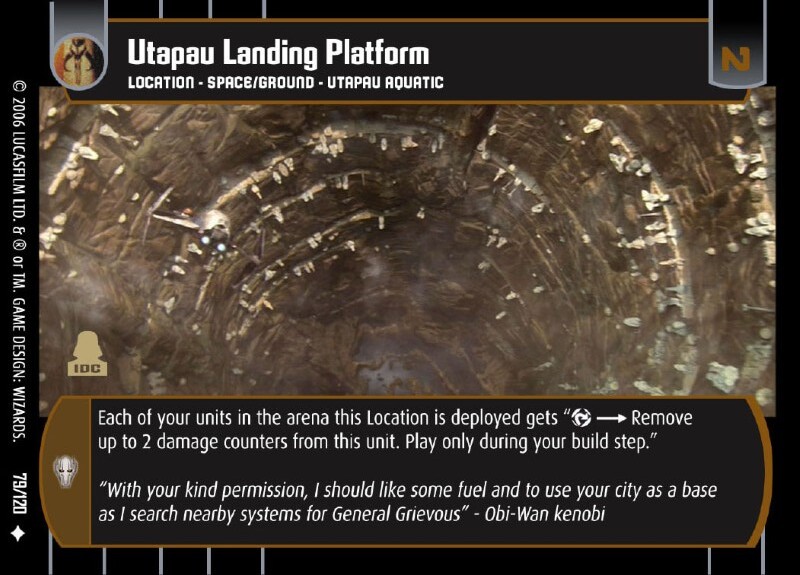 Utapau Landing Platform
LOCATION - SPACE/GROUND - UTAPAU AQUATIC
N
© 2006 LUCASFILM LTD. & ® or TM. GAME DESIGN: WIZARDS. 79/120
IDC
Each of your units in the arena this Location is deployed gets “ → Remove
up to 2 damage counters from this unit. Play only during your build step.”
“With your kind permission, I should like some fuel and to use your city as a base
as I search nearby systems for General Grievous” - Obi-Wan kenobi